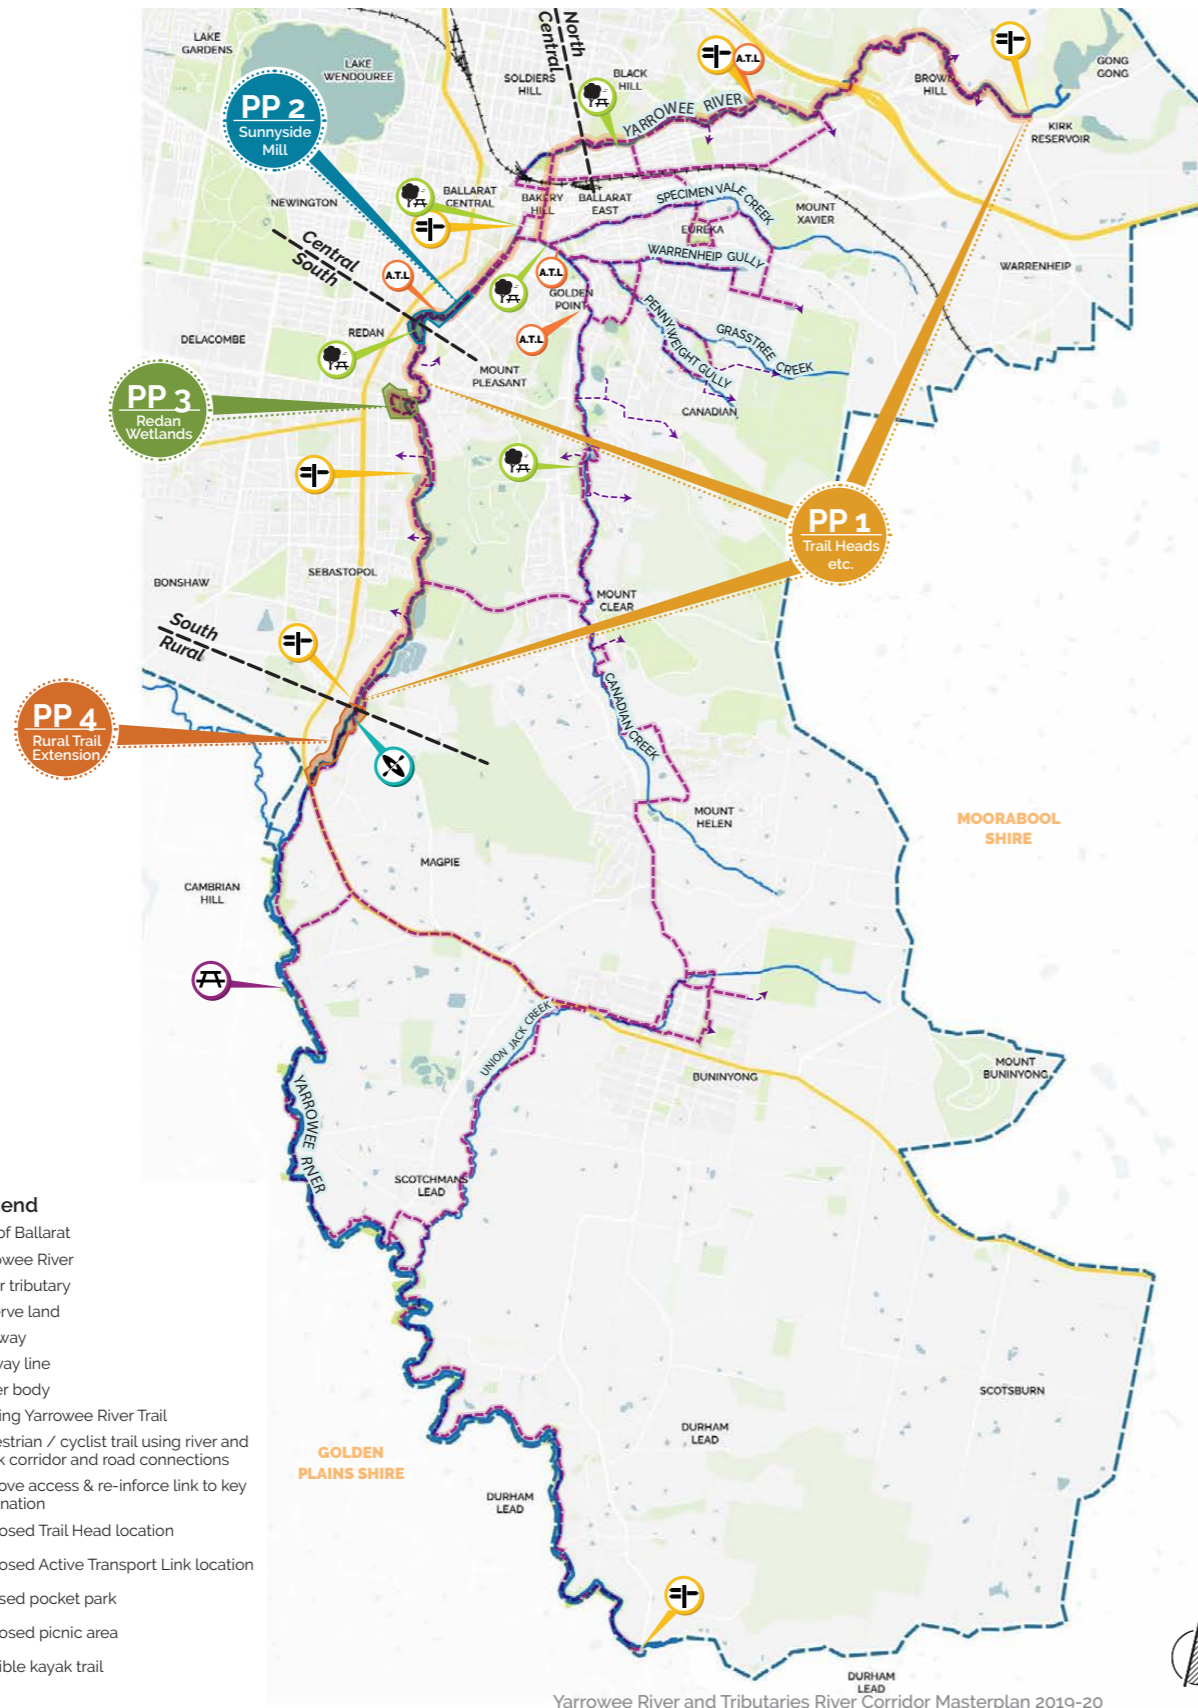 LAKE
GARDENS
LAKE
WENDOUREE
North
Central
SOLDIERS
HILL
BLACK
HILL
A.T.L
BROWN
HILL
GONG
GONG
PP 2
Sunnyside
Mill
YARROWEE RIVER
KIRK
RESERVOIR
NEWINGTON
BALLARAT
CENTRAL
BAKERY
HILL
BALLARAT
EAST
SPECIMEN VALE CREEK
MOUNT
XAVIER
EUREKA
WARRENHEIP GULLY
WARRENHEIP
Central
South
A.T.L
A.T.L
GOLDEN
POINT
A.T.L
PENNYWEIGHT GULLY
GRASSTREE CREEK
DELACOMBE
REDAN
MOUNT
PLEASANT
CANADIAN
PP 3
Redan
Wetlands
PP 1
Trail Heads
etc.
BONSHAW
SEBASTOPOL
MOUNT
CLEAR
South
Rural
CANADIAN CREEK
PP 4
Rural Trail
Extension
MOUNT
HELEN
MOORABOOL
SHIRE
MAGPIE
CAMBRIAN
HILL
UNION JACK CREEK
BUNINYONG
MOUNT
BUNINYONG
YARROWEE RIVER
SCOTCHMANS
LEAD
end
of Ballarat
owee River
r tributary
erve land
way
vay line
er body
ing Yarrowee River Trail
estrian / cyclist trail using river and
k corridor and road connections
ove access & re-inforce link to key
nation
osed Trail Head location
osed Active Transport Link location
sed pocket park
osed picnic area
ible kayak trail
SCOTSBURN
DURHAM
LEAD
GOLDEN
PLAINS SHIRE
DURHAM
LEAD
DURHAM
LEAD
Yarrowee River and Tributaries River Corridor Masterplan 2019-20